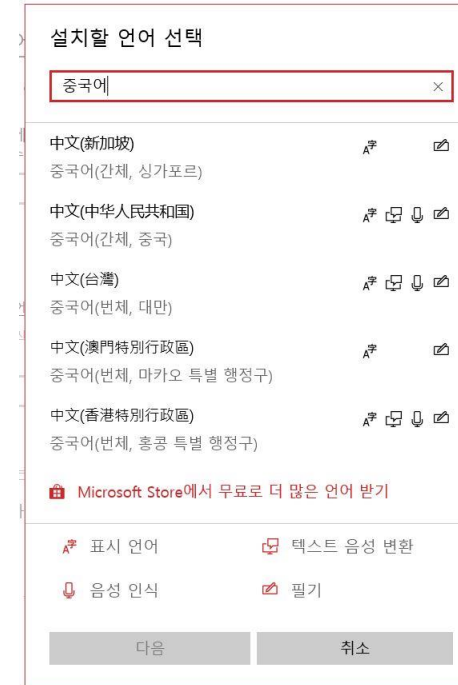 설치할 언어 선택
중국어
中文(新加坡)
중국어(간체, 싱가포르)
中文(中华人民共和国)
중국어(간체, 중국)
中文(台灣)
중국어(번체, 대만)
中文(澳門特別行政區)
중국어(번체, 마카오 특별 행정구)
中文(香港特別行政區)
중국어(번체, 홍콩 특별 행정구)
Microsoft Store에서 무료로 더 많은 언어 받기
표시 언어 텍스트 음성 변환
음성 인식 필기
다음 취소